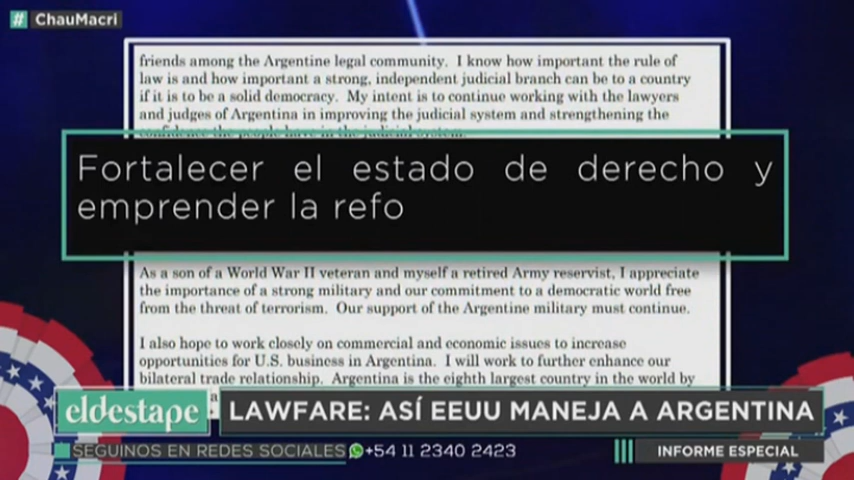 # ChauMacri
friends among the Argentine legal community. I know how important the rule of
law is and how important a strong, independent judicial branch can be to a country
if it is to be a solid democracy. My intent is to continue working with the lawyers
and judges of Argentina in improving the judicial system and strengthening the
confidence the people have in the judicial system.
Fortalecer el estado de derecho y
emprender la refo
As a son of a World War II veteran and myself a retired Army reservist, I appreciate
the importance of a strong military and our commitment to a democratic world free
from the threat of terrorism. Our support of the Argentine military must continue.
I also hope to work closely on commercial and economic issues to increase
opportunities for U.S. business in Argentina. I will work to further enhance our
bilateral trade relationship. Argentina is the eighth largest country in the world by
eldestape
LAWFARE: ASÍ EEUU MANEJA A ARGENTINA
SEGUINOS EN REDES SOCIALES +54 11 2340 2423
INFORME ESPECIAL